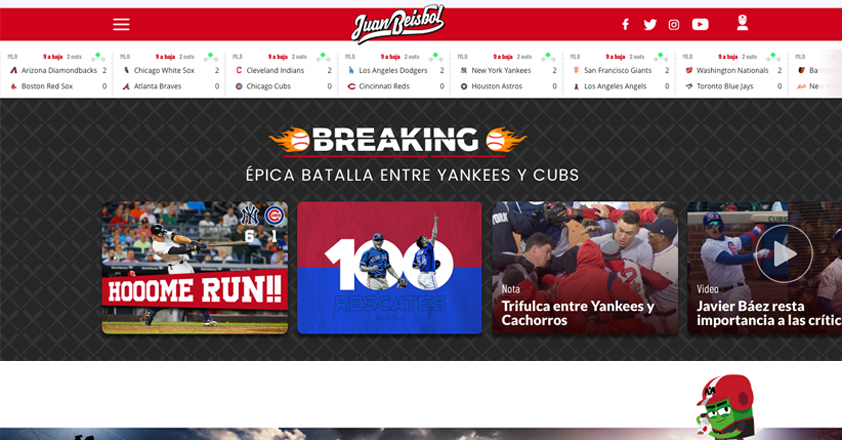 Juan Beisbol
MLB 9 a baja 2 outs
Arizona Diamondbacks 2
Boston Red Sox 0
MLB 9 a baja 2 outs
Chicago White Sox 2
Atlanta Braves 0
MLB 9 a baja 2 outs
Cleveland Indians 2
Chicago Cubs 0
MLB 9 a baja 2 outs
Los Angeles Dodgers 2
Cincinnati Reds 0
MLB 9 a baja 2 outs
New York Yankees 2
Houston Astros 0
MLB 9 a baja 2 outs
San Francisco Giants 2
Los Angeles Angels 0
MLB 9 a baja 2 outs
Washington Nationals 2
Toronto Blue Jays 0
MLB
Ba
Ne
BREAKING
ÉPICA BATALLA ENTRE YANKEES Y CUBS
6 1
HOOOME RUN!!
100
RESCATES
Nota
Trifulca entre Yankees y
Cachorros
CUBS
Video
Javier Báez resta
importancia a las crític